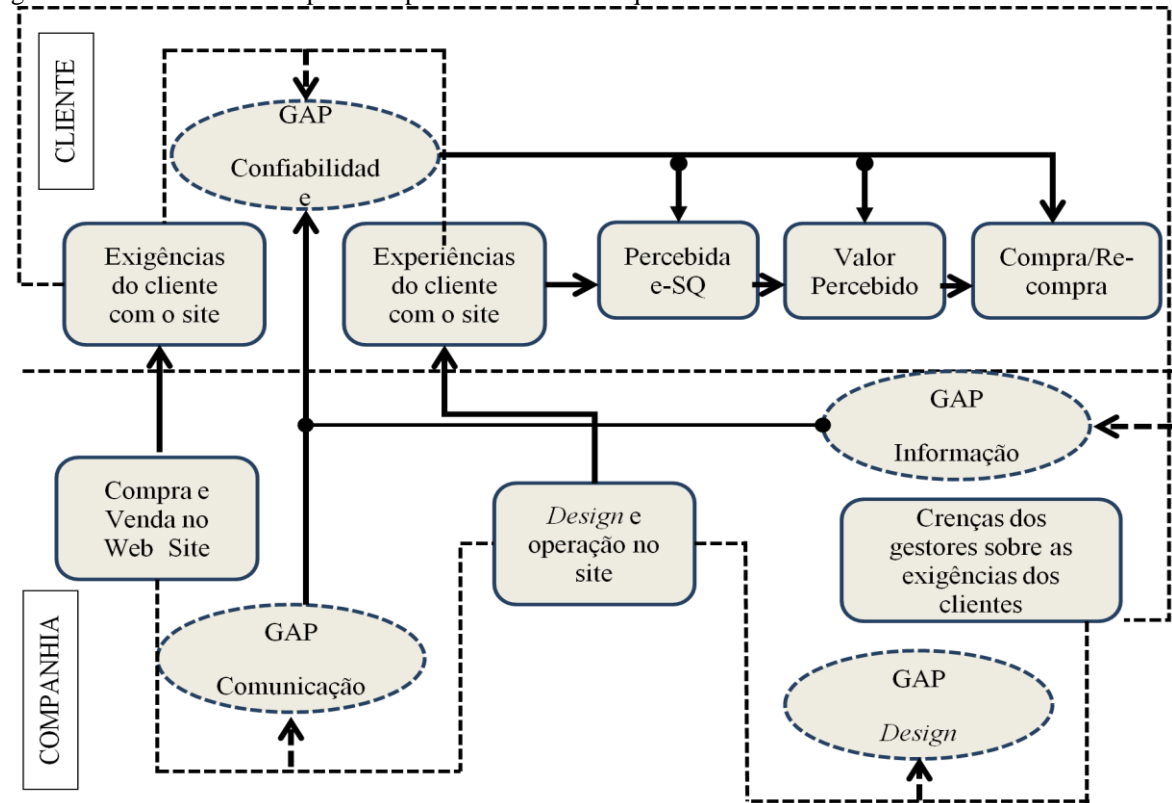 CLIENTE
GAP
Confiabilidad
e
Exigências
do cliente
com o site
Experiências
do cliente
com o site
Percebida
e-SQ
Valor
Percebido
Compra/Re-
compra
GAP
Informação
Compra e
Venda no
Web Site
Design e
operação no
site
Crenças dos
gestores sobre as
exigências dos
clientes
COMPANHIA
GAP
Comunicação
GAP
Design